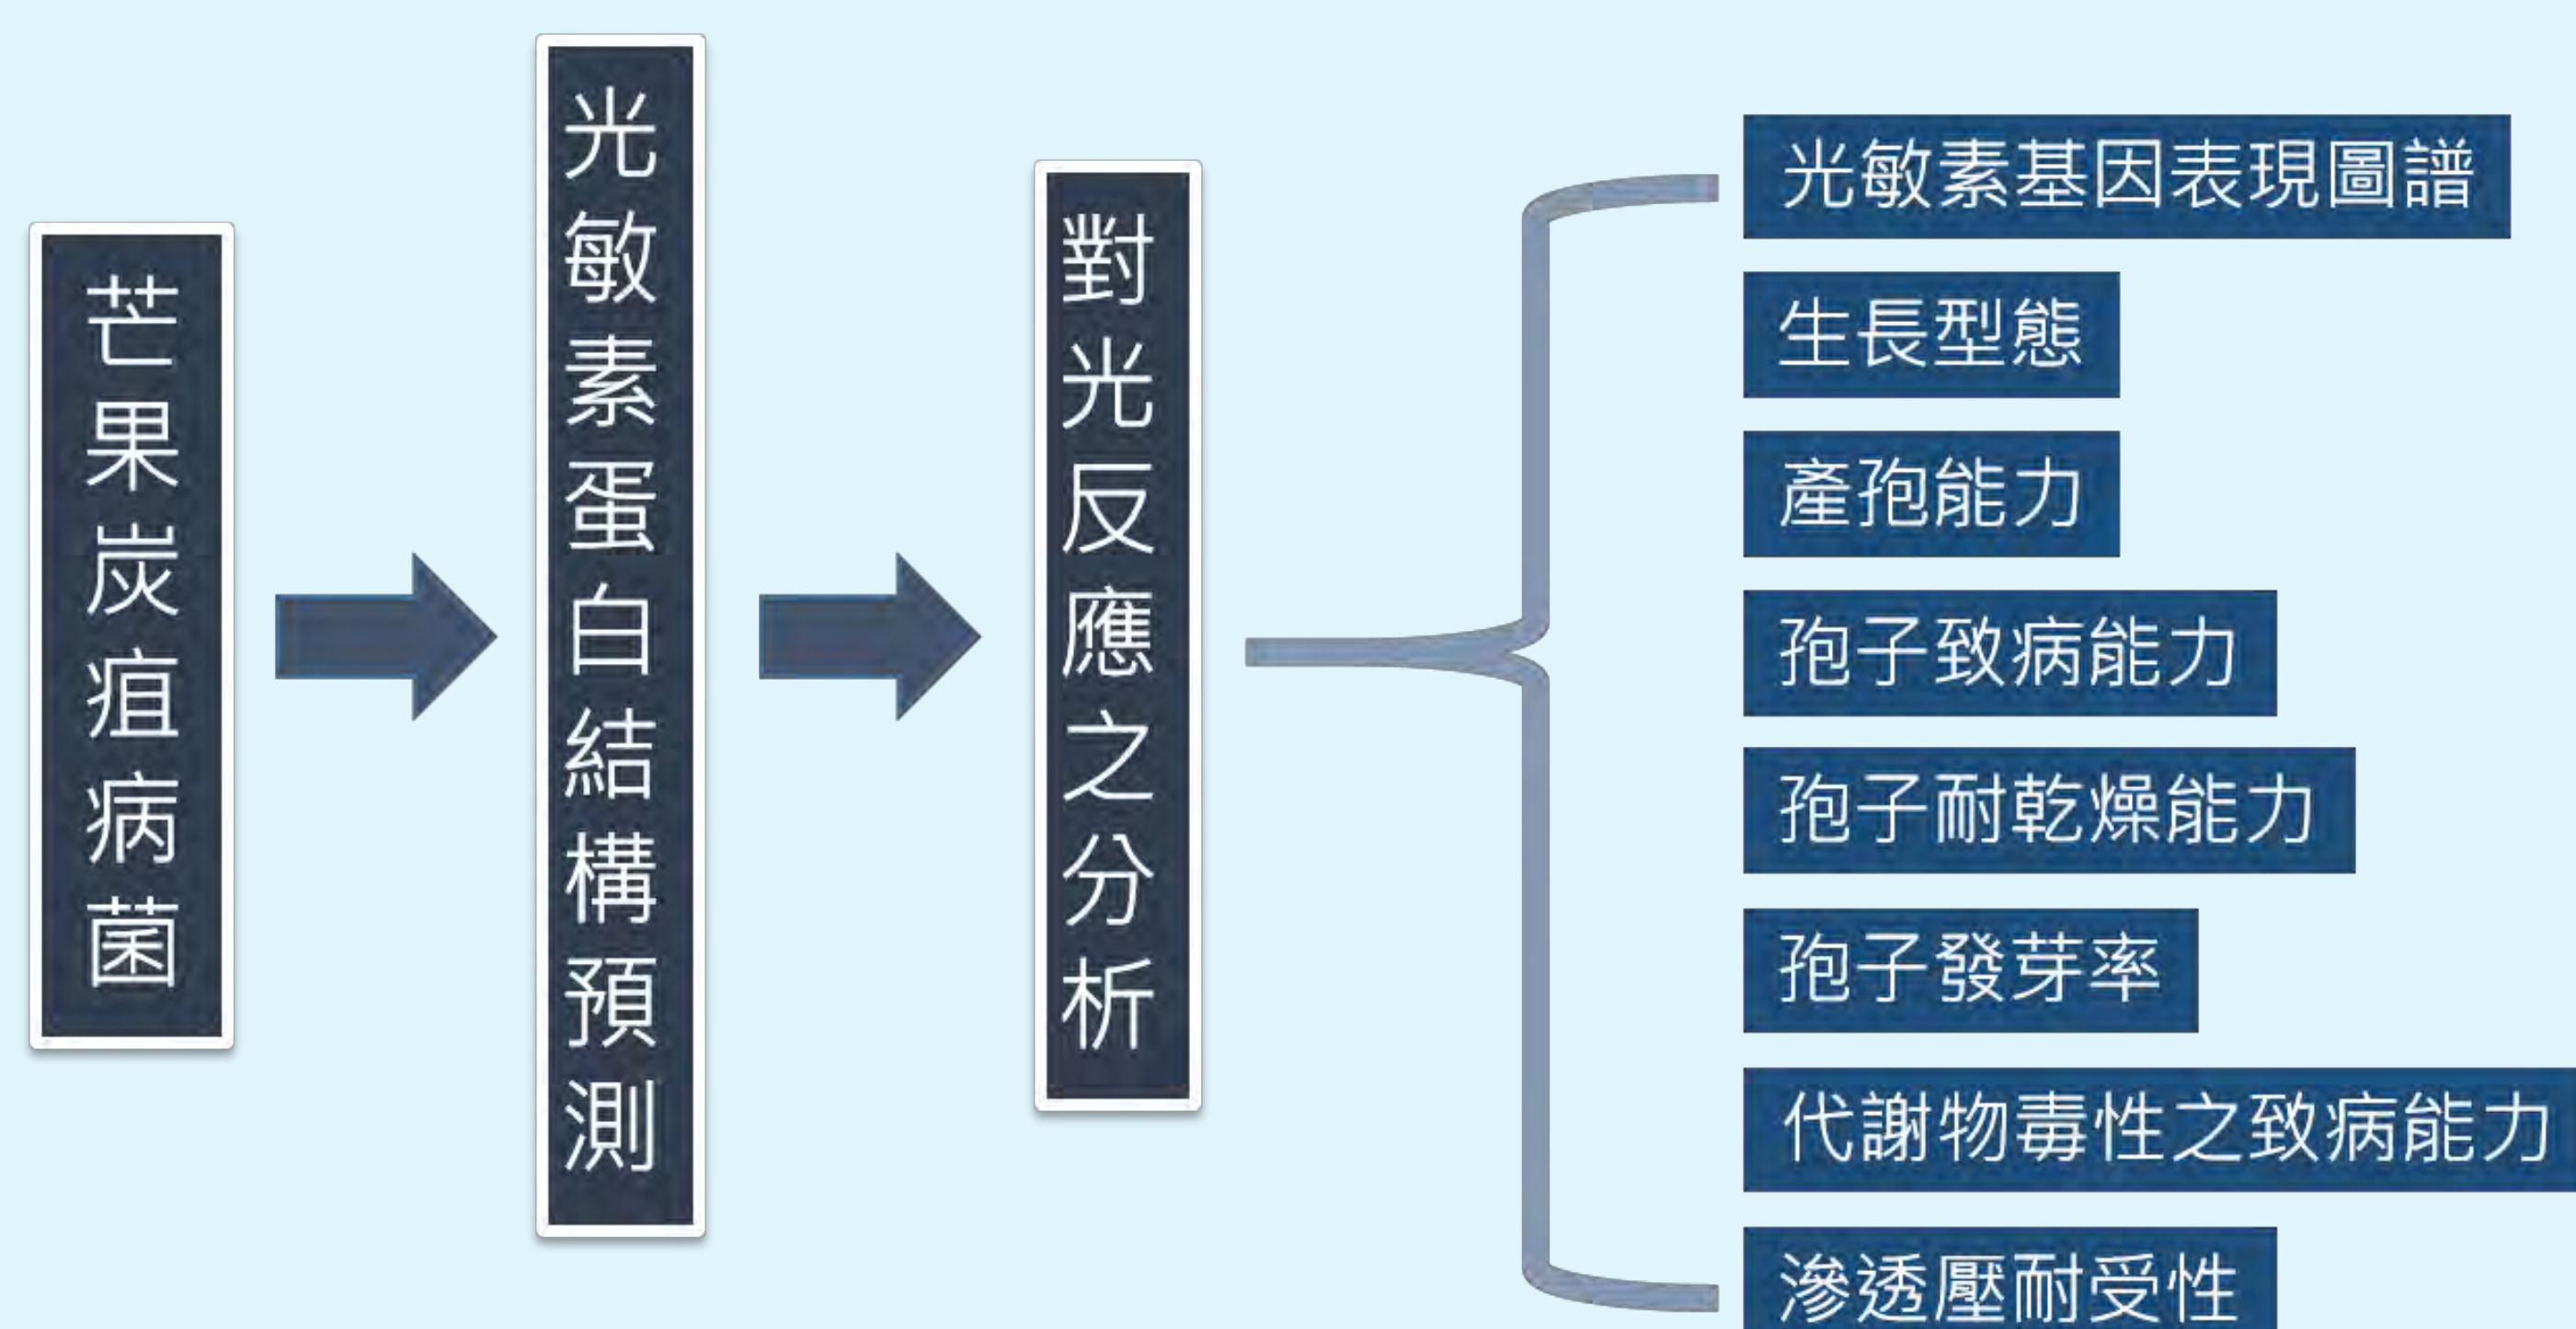 芒果炭疽病菌
光敏素蛋白結構預測
對光反應之分析
光敏素基因表現圖譜
生長型態
產孢能力
孢子致病能力
孢子耐乾燥能力
孢子發芽率
代謝物毒性之致病能力
滲透壓耐受性